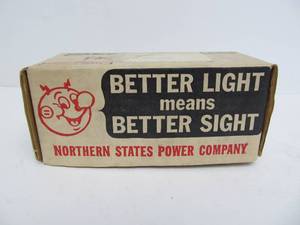 BETTER LIGHT
means
BETTER SIGHT
NORTHERN STATES POWER COMPANY